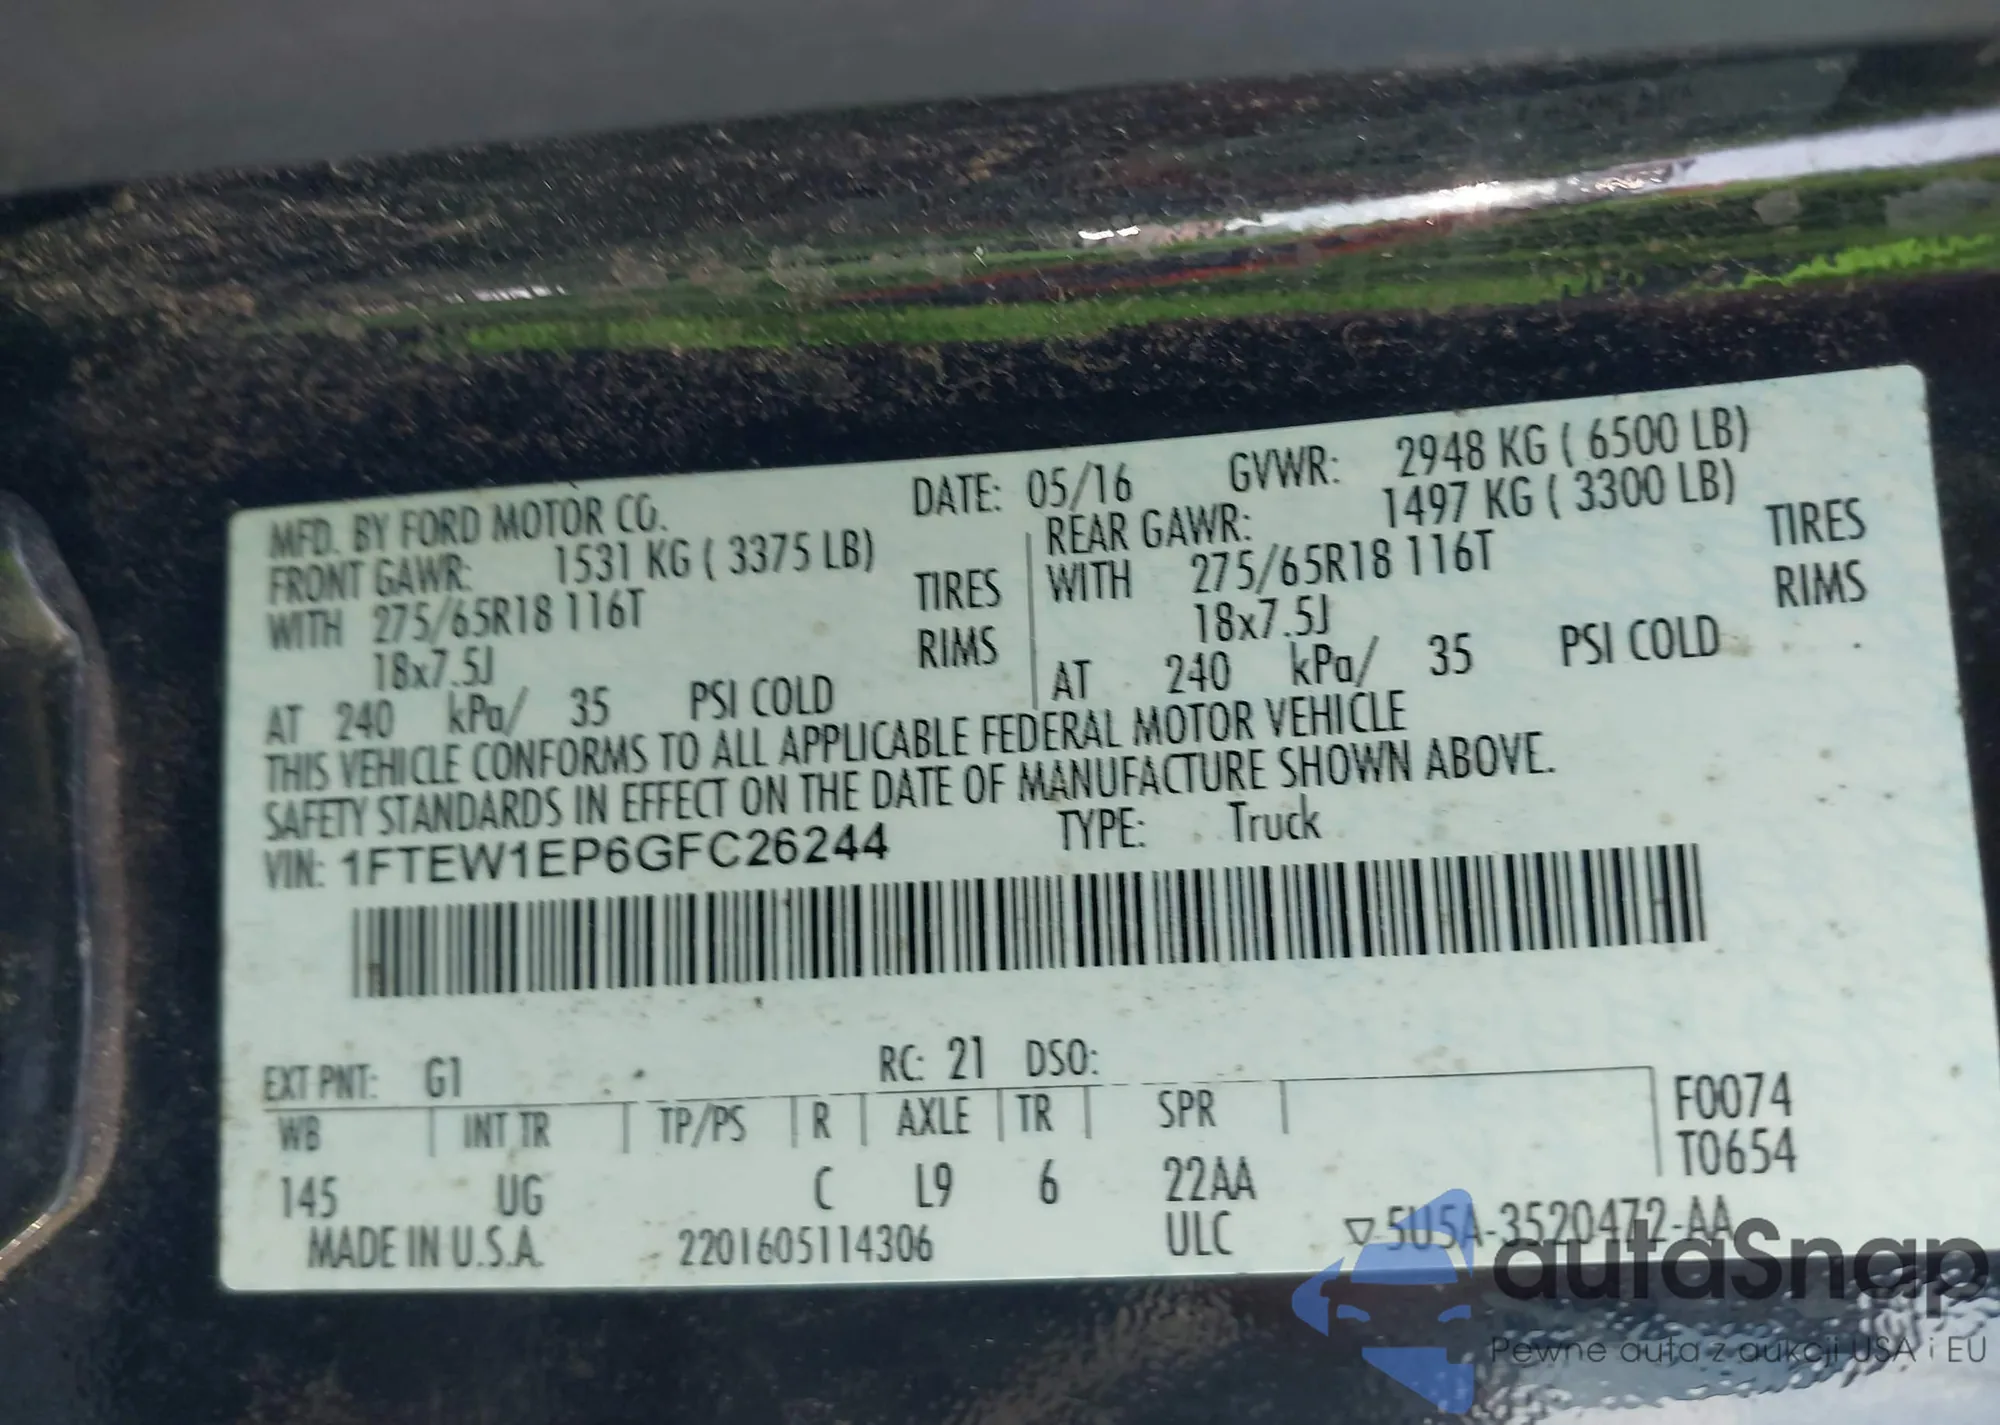 MFD. BY FORD MOTOR CO. DATE: 05/16 GVWR: 2948 KG ( 6500 LB)
FRONT GAWR: 1531 KG ( 3375 LB) REAR GAWR: 1497 KG ( 3300 LB)
WITH 275/65R18 116T TIRES WITH 275/65R18 116T TIRES
18x7.5J RIMS 18x7.5J RIMS
AT 240 kPa/ 35 PSI COLD AT 240 kPa/ 35 PSI COLD
THIS VEHICLE CONFORMS TO ALL APPLICABLE FEDERAL MOTOR VEHICLE
SAFETY STANDARDS IN EFFECT ON THE DATE OF MANUFACTURE SHOWN ABOVE.
VIN: 1FTEW1EP6GFC26244 TYPE: Truck
EXT PNT: G1 RC: 21 DSO:
WB INT TR TP/PS R AXLE TR SPR F0074
145 UG C L9 6 22AA T0654
MADE IN U.S.A. 2201605114306 ULC ▽5U5A-3520472-AA
autaSnap
Pewne auta z aukcji USA i EU